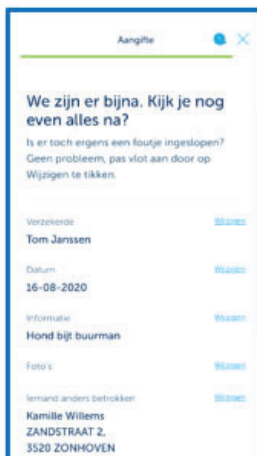 Aangifte
We zijn er bijna. Kijk je nog
even alles na?
Is er toch ergens een foutje ingeslopen?
Geen probleem, pas vlot aan door op
Wijzigen te tikken.
Verzekerde Wijzigen
Tom Janssen
Datum Wijzigen
16-08-2020
Informatie Wijzigen
Hond bijt buurman
Foto's Wijzigen
Iemand anders betrokken Wijzigen
Kamille Willems
ZANDSTRAAT 2,
3520 ZONHOVEN